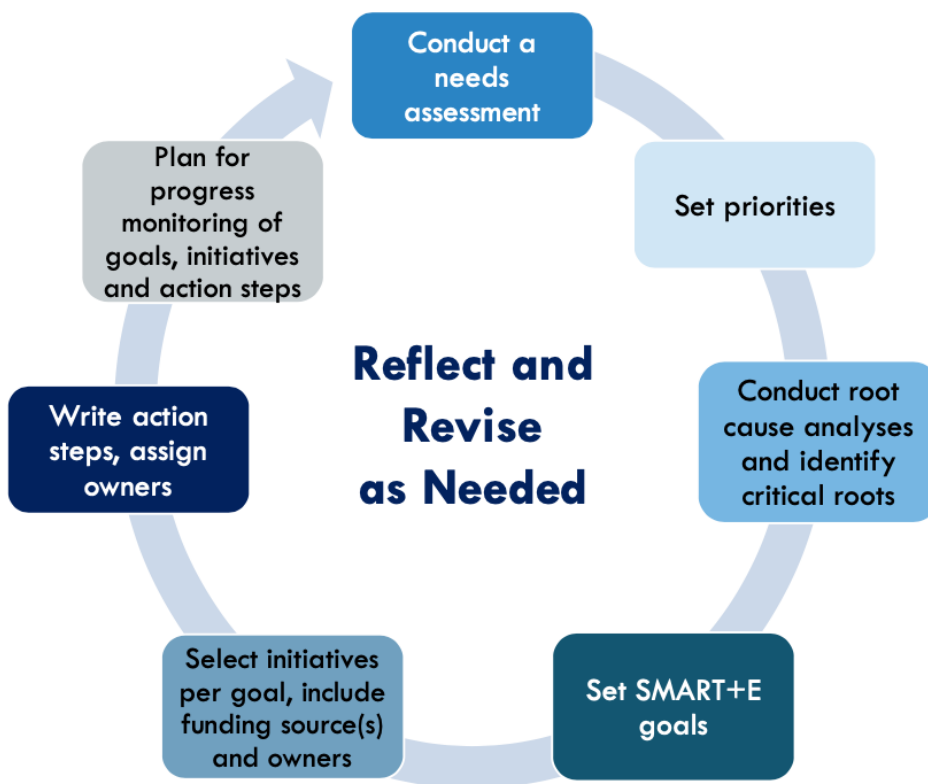 Conduct a
needs
assessment
Set priorities
Conduct root
cause analyses
and identify
critical roots
Set SMART+E
goals
Select initiatives
per goal, include
funding source(s)
and owners
Write action
steps, assign
owners
Plan for
progress
monitoring of
goals, initiatives
and action steps
Reflect and
Revise
as Needed